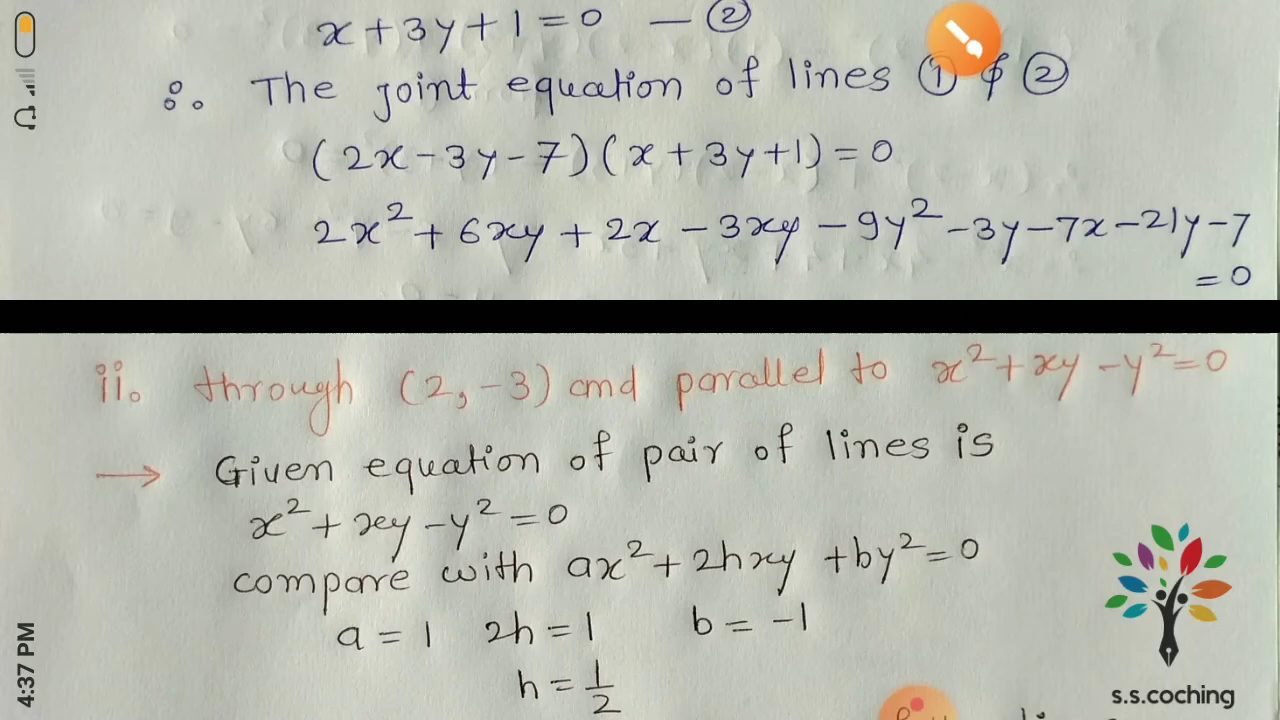 x + 3y + 1 = 0 — ②
∴ The joint equation of lines ① & ②
(2x - 3y - 7) (x + 3y + 1) = 0
2x² + 6xy + 2x - 3xy - 9y² - 3y - 7x - 21y - 7
= 0
ii. through (2, -3) and parallel to x² + xy - y² = 0
→ Given equation of pair of lines is
x² + xy - y² = 0
compare with ax² + 2hxy + by² = 0
a = 1 2h = 1 b = -1
h = 1/2
4:37 PM
s.s.coching